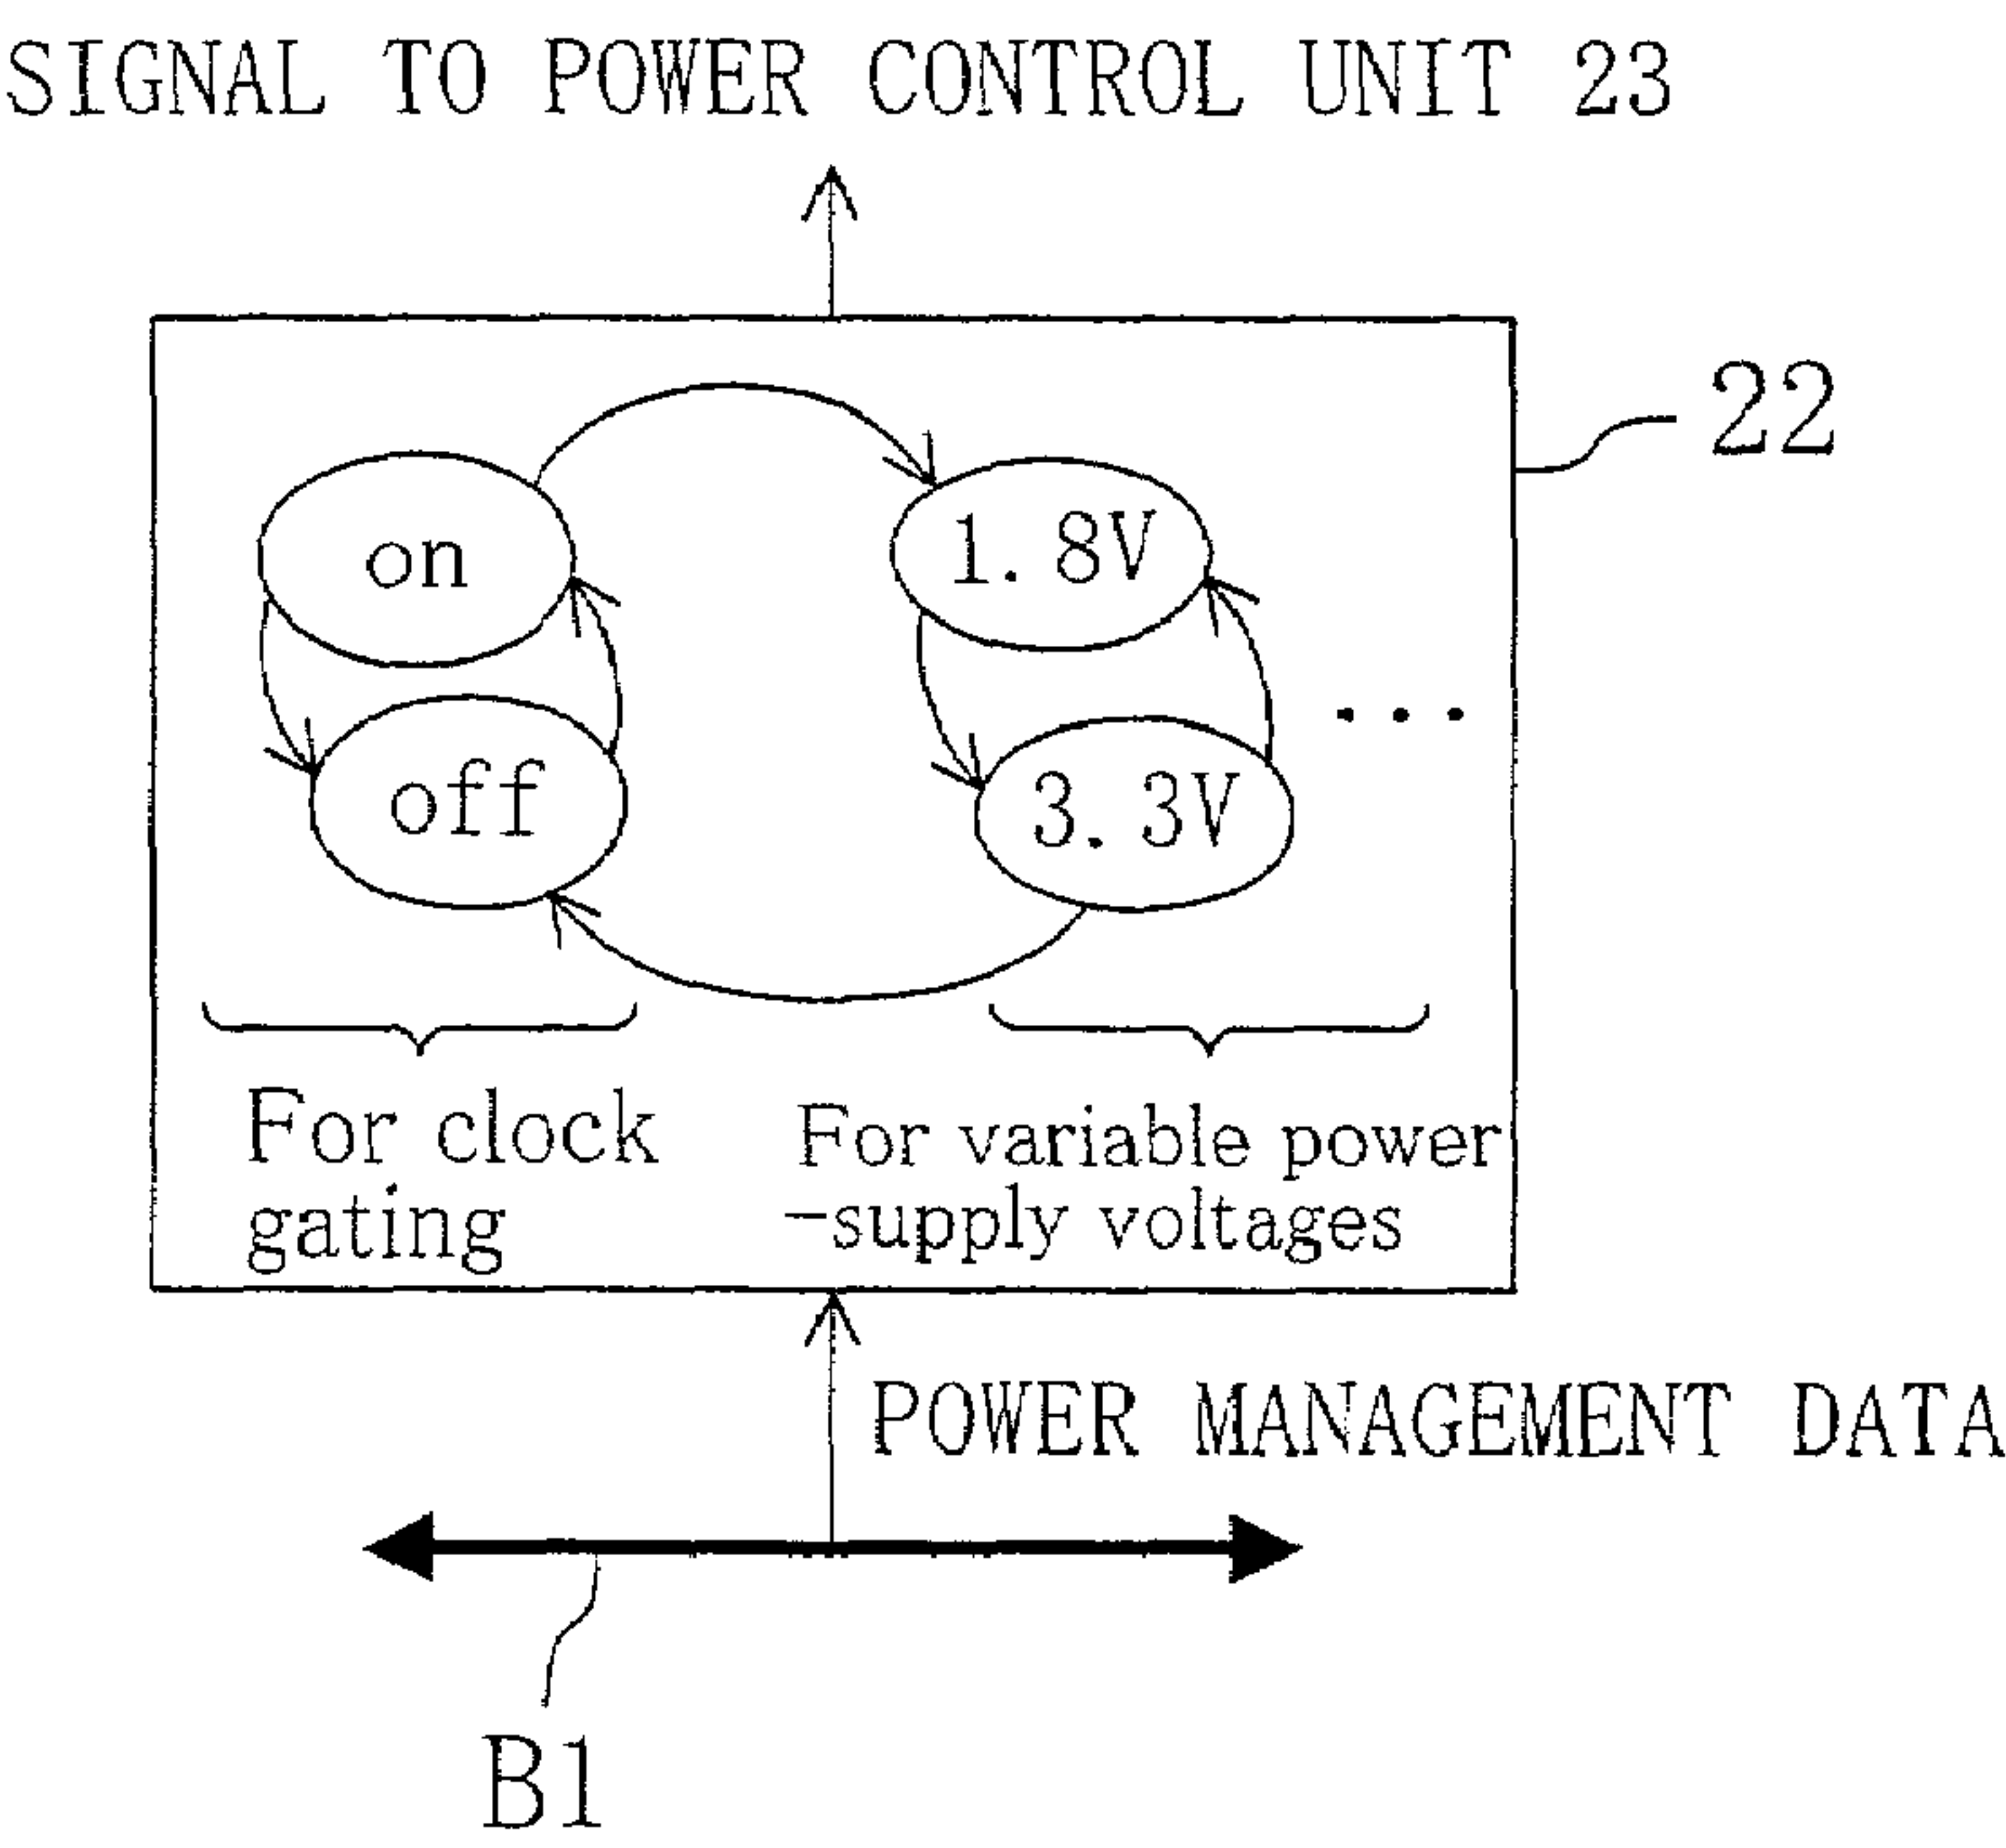 SIGNAL TO POWER CONTROL UNIT 23
22
on
1.8V
off
3.3V
...
For clock
gating
For variable power
-supply voltages
POWER MANAGEMENT DATA
B1